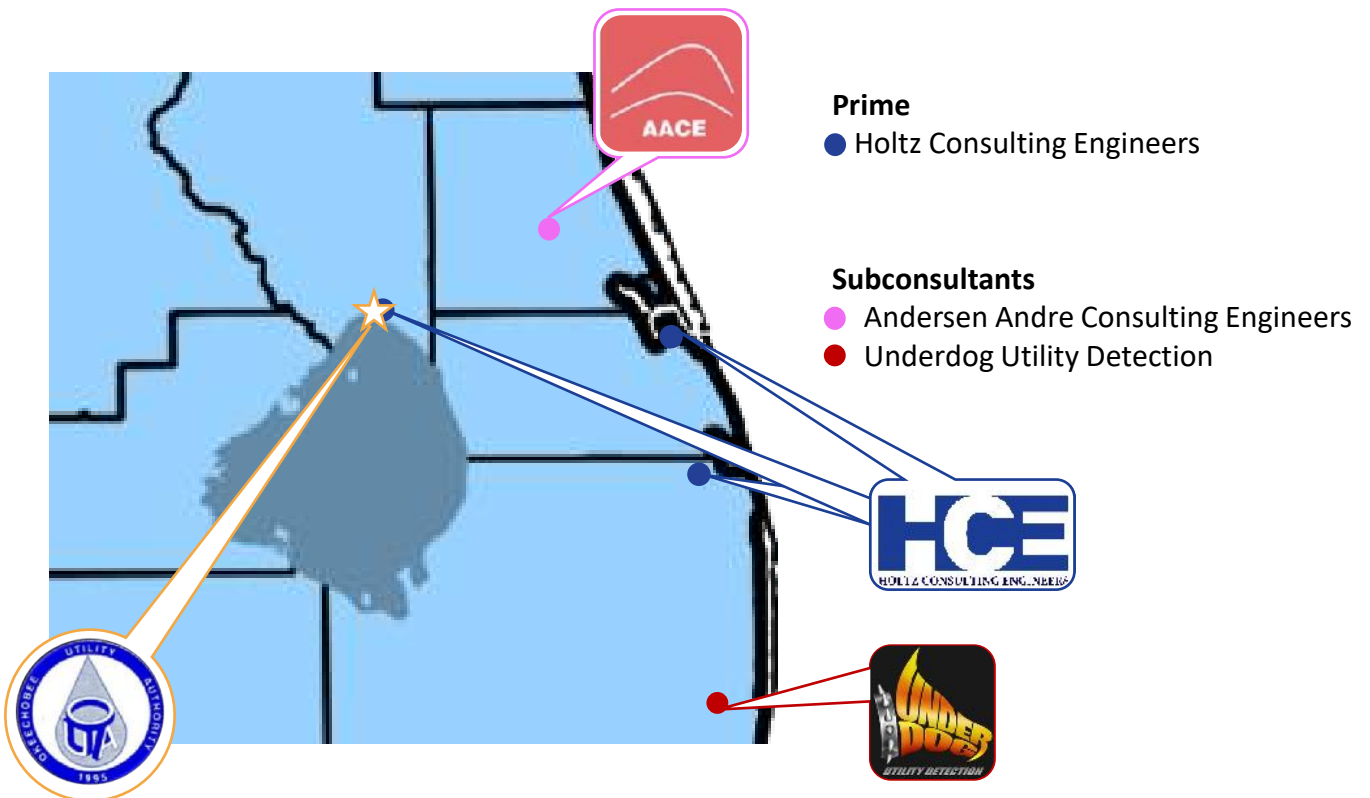 AACE
Prime
Holtz Consulting Engineers
Subconsultants
Andersen Andre Consulting Engineers
Underdog Utility Detection
HCE
HOLTZ CONSULTING ENGINEERS
OKEECHOBEE UTILITY AUTHORITY
OUA
1995
UNDER
DOG
UTILITY DETECTION